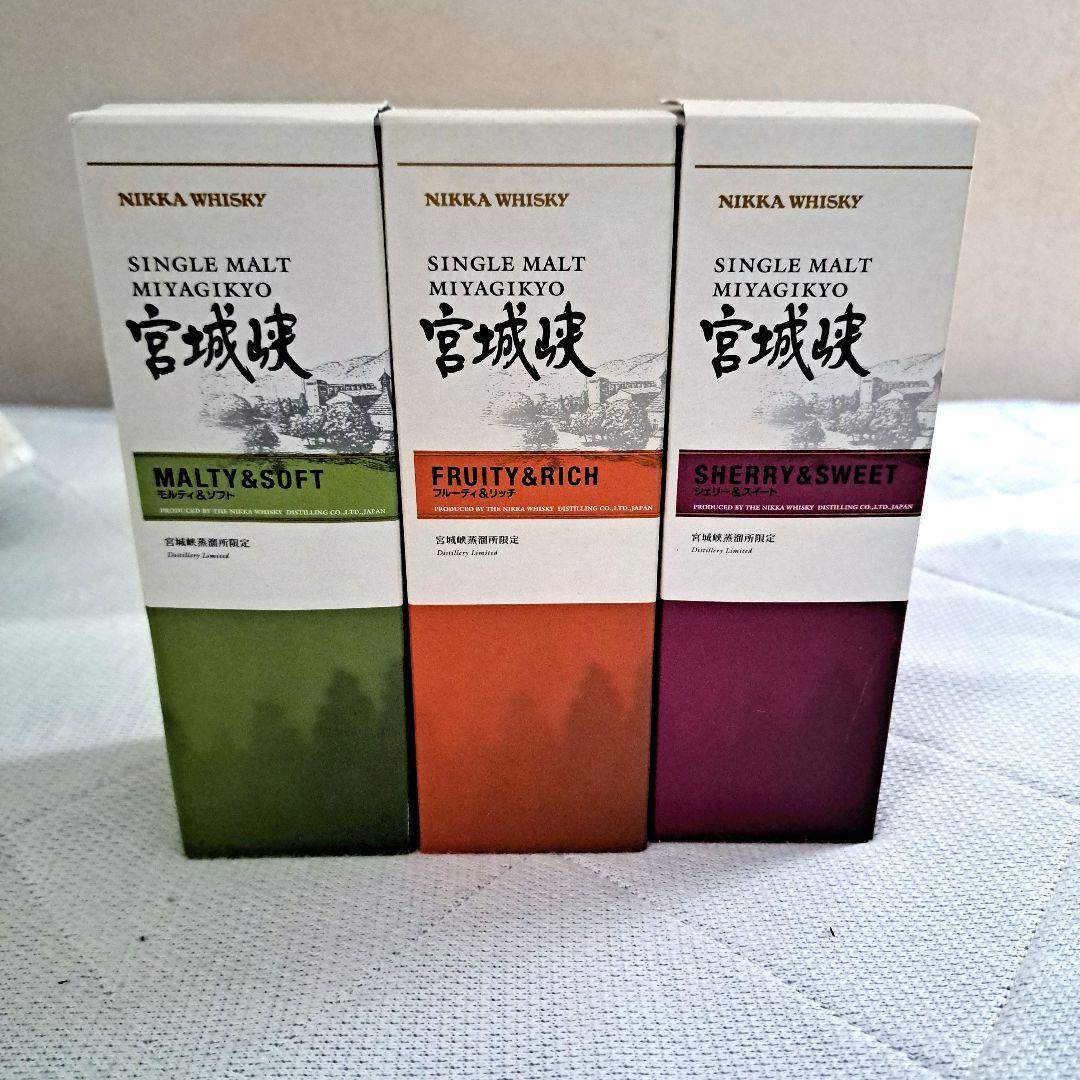 NIKKA WHISKY
SINGLE MALT
MIYAGIKYO
宮城峡
MALTY&SOFT
モルティ&ソフト
PRODUCED BY THE NIKKA WHISKY DISTILLING CO.,LTD.,JAPAN
宮城峡蒸溜所限定
Distillery Limited
NIKKA WHISKY
SINGLE MALT
MIYAGIKYO
宮城峡
FRUITY&RICH
フルーティ&リッチ
PRODUCED BY THE NIKKA WHISKY DISTILLING CO.,LTD.,JAPAN
宮城峡蒸溜所限定
Distillery Limited
NIKKA WHISKY
SINGLE MALT
MIYAGIKYO
宮城峡
SHERRY&SWEET
シェリー&スイート
PRODUCED BY THE NIKKA WHISKY DISTILLING CO.,LTD.,JAPAN
宮城峡蒸溜所限定
Distillery Limited